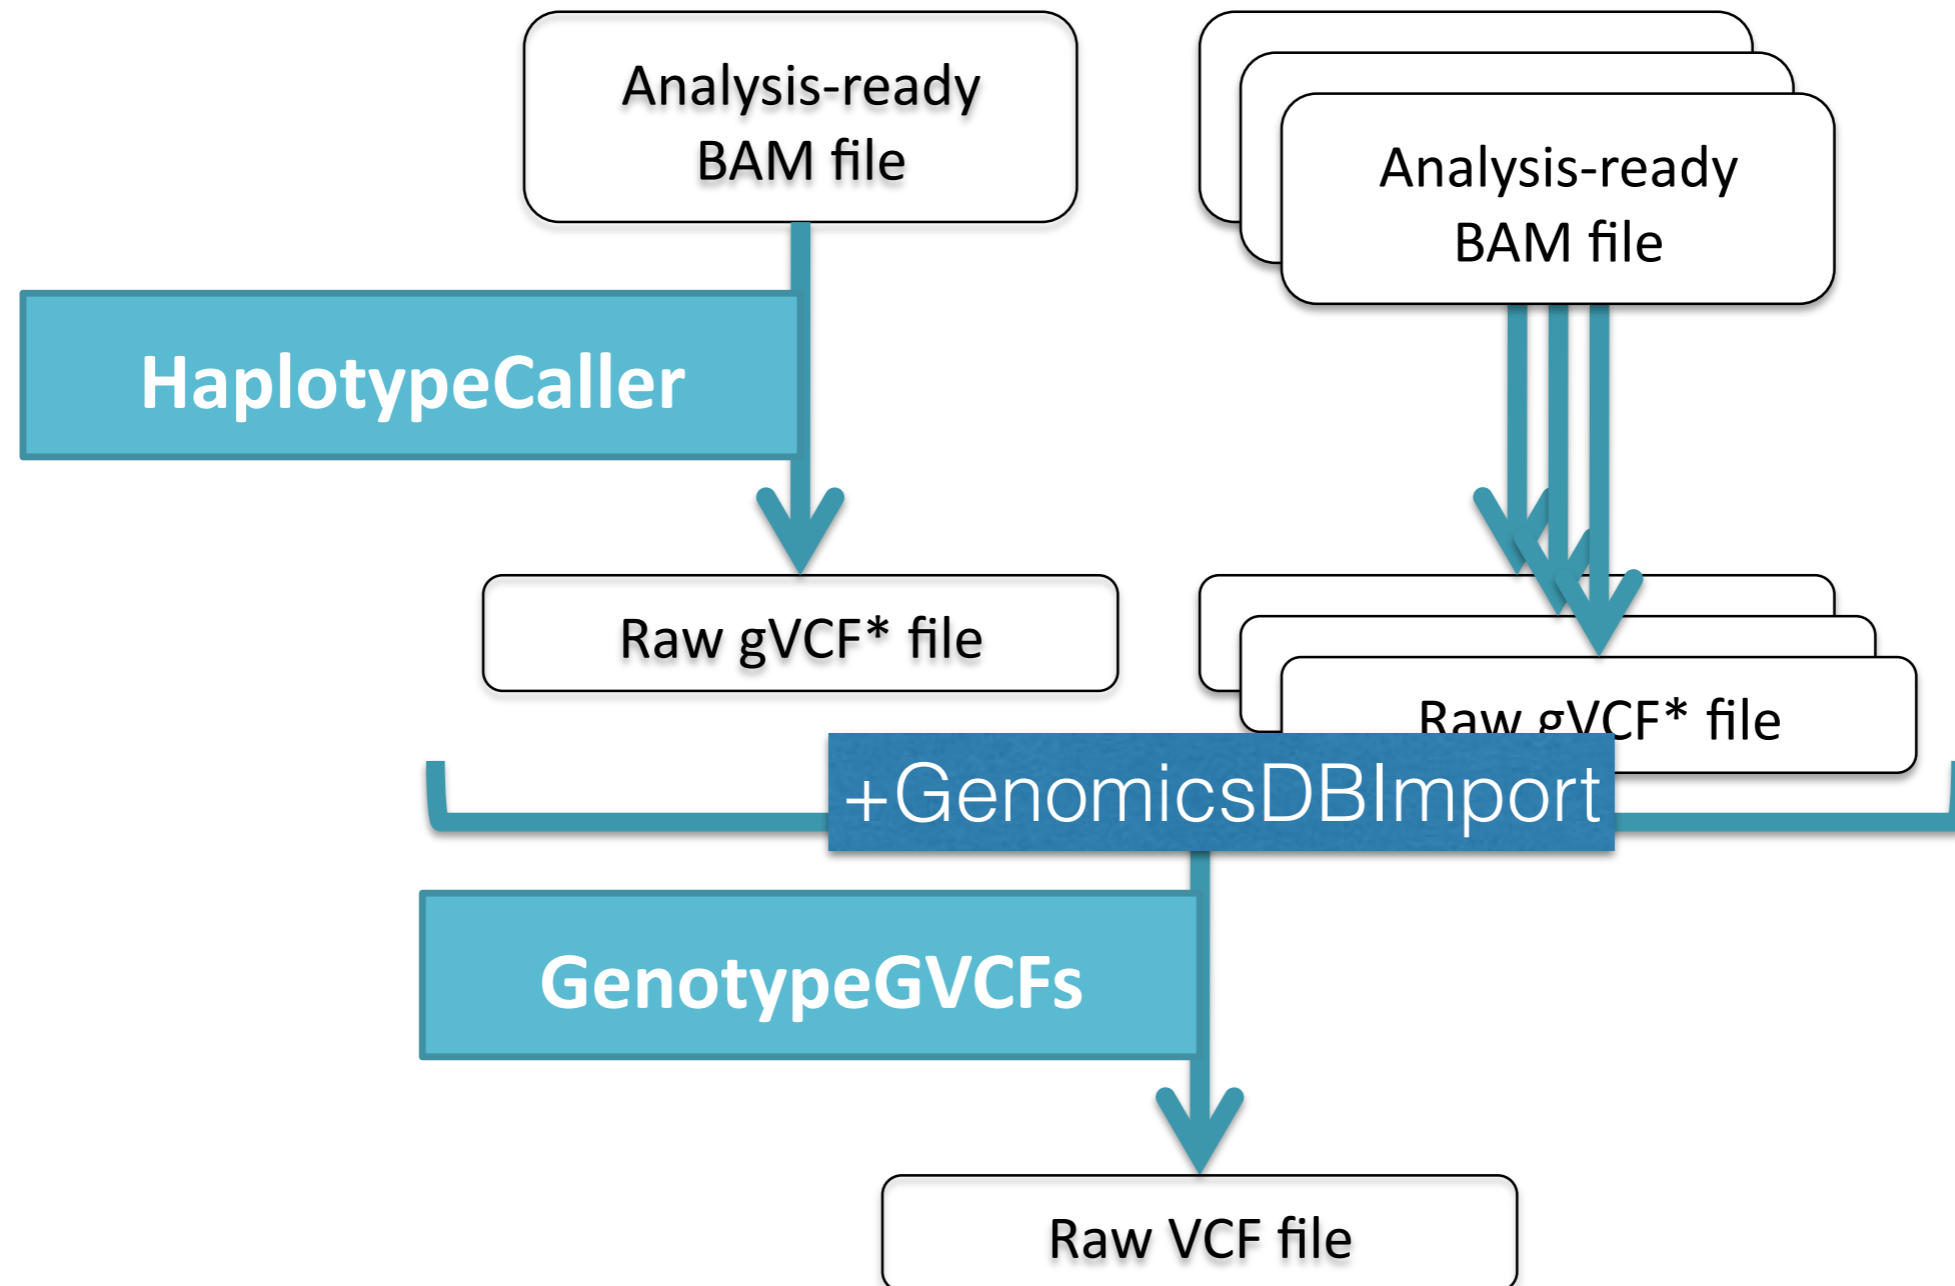 Analysis-ready
BAM file
Analysis-ready
BAM file
HaplotypeCaller
Raw gVCF* file
Raw gVCF* file
+GenomicsDBImport
GenotypeGVCFs
Raw VCF file